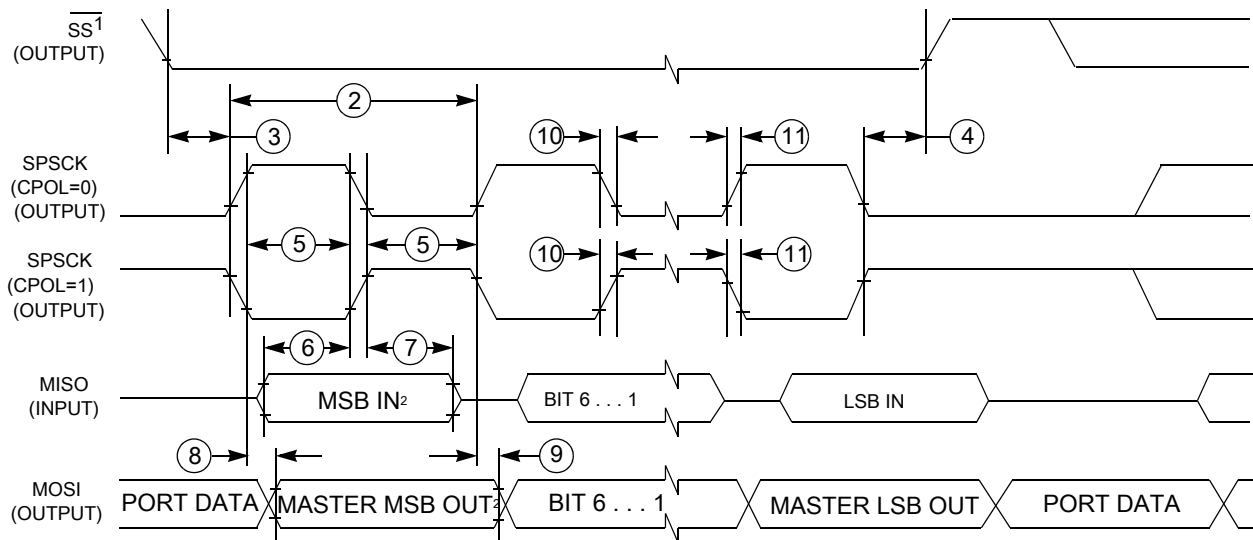 SS1
(OUTPUT)
2
3
10
11
4
SPSCK
(CPOL=0)
(OUTPUT)
5
5
SPSCK
(CPOL=1)
(OUTPUT)
10
11
6
7
MISO
(INPUT)
MSB IN2
BIT 6 . . . 1
LSB IN
8
9
MOSI
(OUTPUT)
PORT DATA
MASTER MSB OUT2
BIT 6 . . . 1
MASTER LSB OUT
PORT DATA